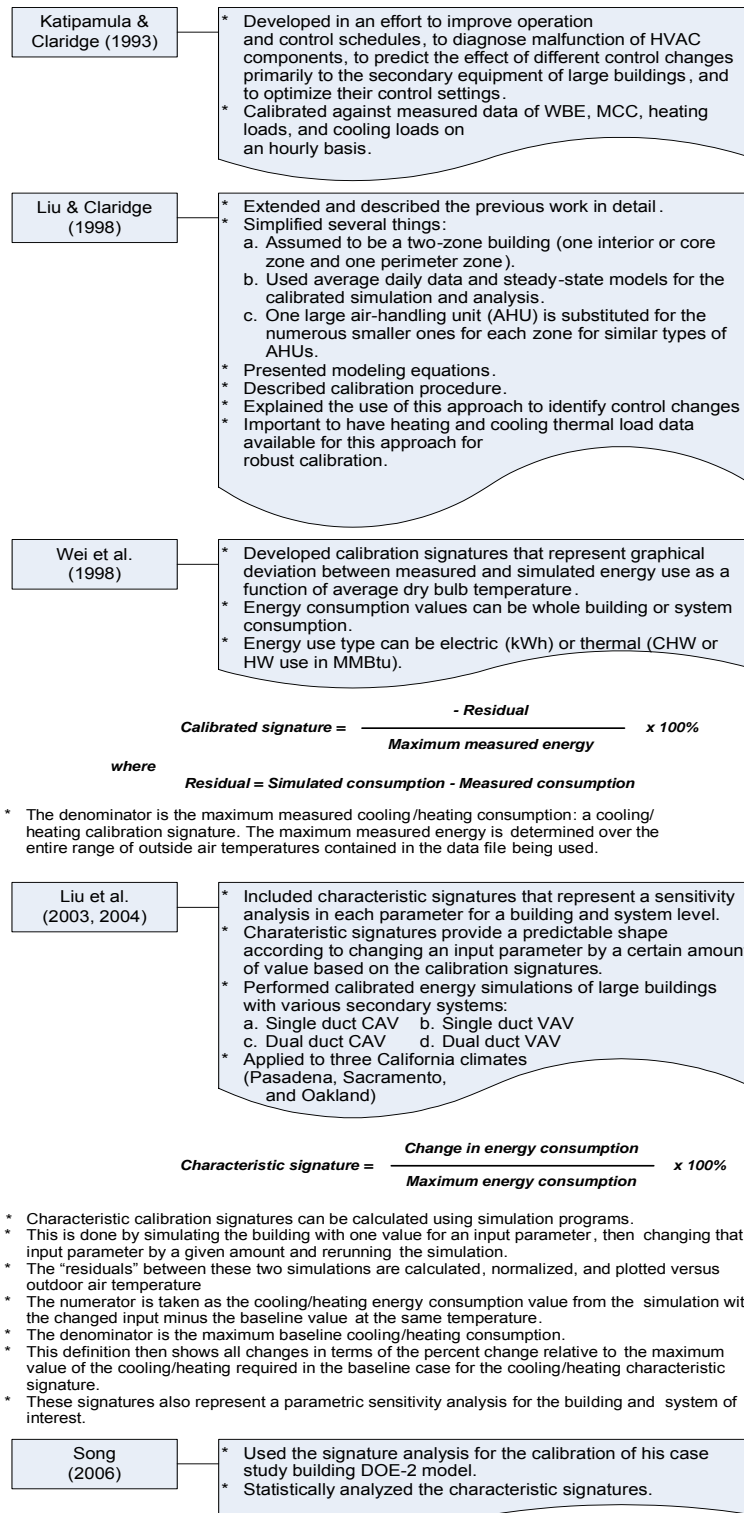 Katipamula &
Claridge (1993)
* Developed in an effort to improve operation
and control schedules, to diagnose malfunction of HVAC
components, to predict the effect of different control changes
primarily to the secondary equipment of large buildings, and
to optimize their control settings.
* Calibrated against measured data of WBE, MCC, heating
loads, and cooling loads on
an hourly basis.
Liu & Claridge
(1998)
* Extended and described the previous work in detail.
* Simplified several things:
a. Assumed to be a two-zone building (one interior or core
zone and one perimeter zone).
b. Used average daily data and steady-state models for the
calibrated simulation and analysis.
c. One large air-handling unit (AHU) is substituted for the
numerous smaller ones for each zone for similar types of
AHUs.
* Presented modeling equations.
* Described calibration procedure.
* Explained the use of this approach to identify control changes
* Important to have heating and cooling thermal load data
available for this approach for
robust calibration.
Wei et al.
(1998)
* Developed calibration signatures that represent graphical
deviation between measured and simulated energy use as a
function of average dry bulb temperature.
* Energy consumption values can be whole building or system
consumption.
* Energy use type can be electric (kWh) or thermal (CHW or
HW use in MMBtu).
- Residual
Calibrated signature = x 100%
Maximum measured energy
where
Residual = Simulated consumption - Measured consumption
* The denominator is the maximum measured cooling/heating consumption: a cooling/
heating calibration signature. The maximum measured energy is determined over the
entire range of outside air temperatures contained in the data file being used.
Liu et al.
(2003, 2004)
* Included characteristic signatures that represent a sensitivity
analysis in each parameter for a building and system level.
* Charateristic signatures provide a predictable shape
according to changing an input parameter by a certain amoun
of value based on the calibration signatures.
* Performed calibrated energy simulations of large buildings
with various secondary systems:
a. Single duct CAV b. Single duct VAV
c. Dual duct CAV d. Dual duct VAV
* Applied to three California climates
(Pasadena, Sacramento,
and Oakland)
Change in energy consumption
Characteristic signature = x 100%
Maximum energy consumption
* Characteristic calibration signatures can be calculated using simulation programs.
* This is done by simulating the building with one value for an input parameter, then changing that
input parameter by a given amount and rerunning the simulation.
* The “residuals” between these two simulations are calculated, normalized, and plotted versus
outdoor air temperature
* The numerator is taken as the cooling/heating energy consumption value from the simulation wit
the changed input minus the baseline value at the same temperature.
* The denominator is the maximum baseline cooling/heating consumption.
* This definition then shows all changes in terms of the percent change relative to the maximum
value of the cooling/heating required in the baseline case for the cooling/heating characteristic
signature.
* These signatures also represent a parametric sensitivity analysis for the building and system of
interest.
Song
(2006)
* Used the signature analysis for the calibration of his case
study building DOE-2 model.
* Statistically analyzed the characteristic signatures.